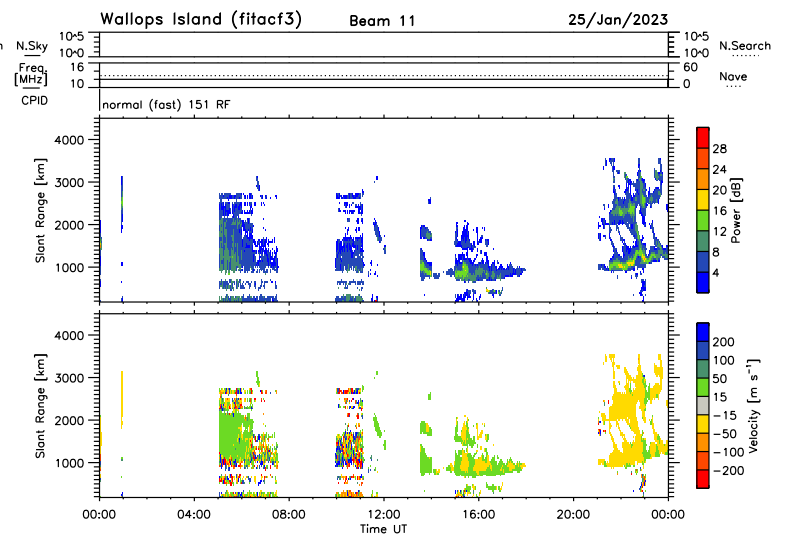 Wallops Island (fitacf3) Beam 11 25/Jan/2023
n N.Sky 10^5 10^5 N.Search
10^0 10^0
Freq. 16 60
[MHz] Nave
10 0
CPID normal (fast) 151 RF
4000
3000
2000
1000
Slant Range [km]
28
24
20
16
12
8
4
Power [dB]
4000
3000
2000
1000
Slant Range [km]
200
100
50
15
-15
-50
-100
-200
Velocity [m s⁻¹]
00:00 04:00 08:00 12:00 16:00 20:00 00:00
Time UT